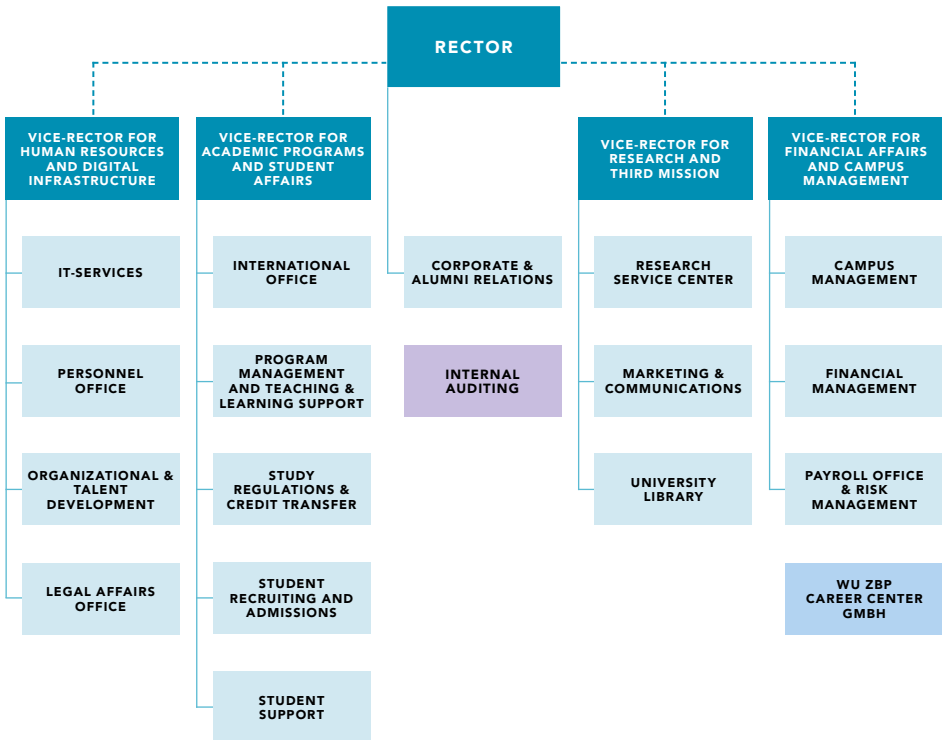 RECTOR
VICE-RECTOR FOR
HUMAN RESOURCES
AND DIGITAL
INFRASTRUCTURE
VICE-RECTOR FOR
ACADEMIC PROGRAMS
AND STUDENT
AFFAIRS
VICE-RECTOR FOR
RESEARCH AND
THIRD MISSION
VICE-RECTOR FOR
FINANCIAL AFFAIRS
AND CAMPUS
MANAGEMENT
IT-SERVICES
INTERNATIONAL
OFFICE
CORPORATE &
ALUMNI RELATIONS
RESEARCH
SERVICE CENTER
CAMPUS
MANAGEMENT
PERSONNEL
OFFICE
PROGRAM
MANAGEMENT
AND TEACHING &
LEARNING SUPPORT
INTERNAL
AUDITING
MARKETING &
COMMUNICATIONS
FINANCIAL
MANAGEMENT
ORGANIZATIONAL &
TALENT
DEVELOPMENT
STUDY
REGULATIONS &
CREDIT TRANSFER
UNIVERSITY
LIBRARY
PAYROLL OFFICE
& RISK
MANAGEMENT
LEGAL AFFAIRS
OFFICE
STUDENT
RECRUITING AND
ADMISSIONS
WU ZBP
CAREER CENTER
GMBH
STUDENT
SUPPORT